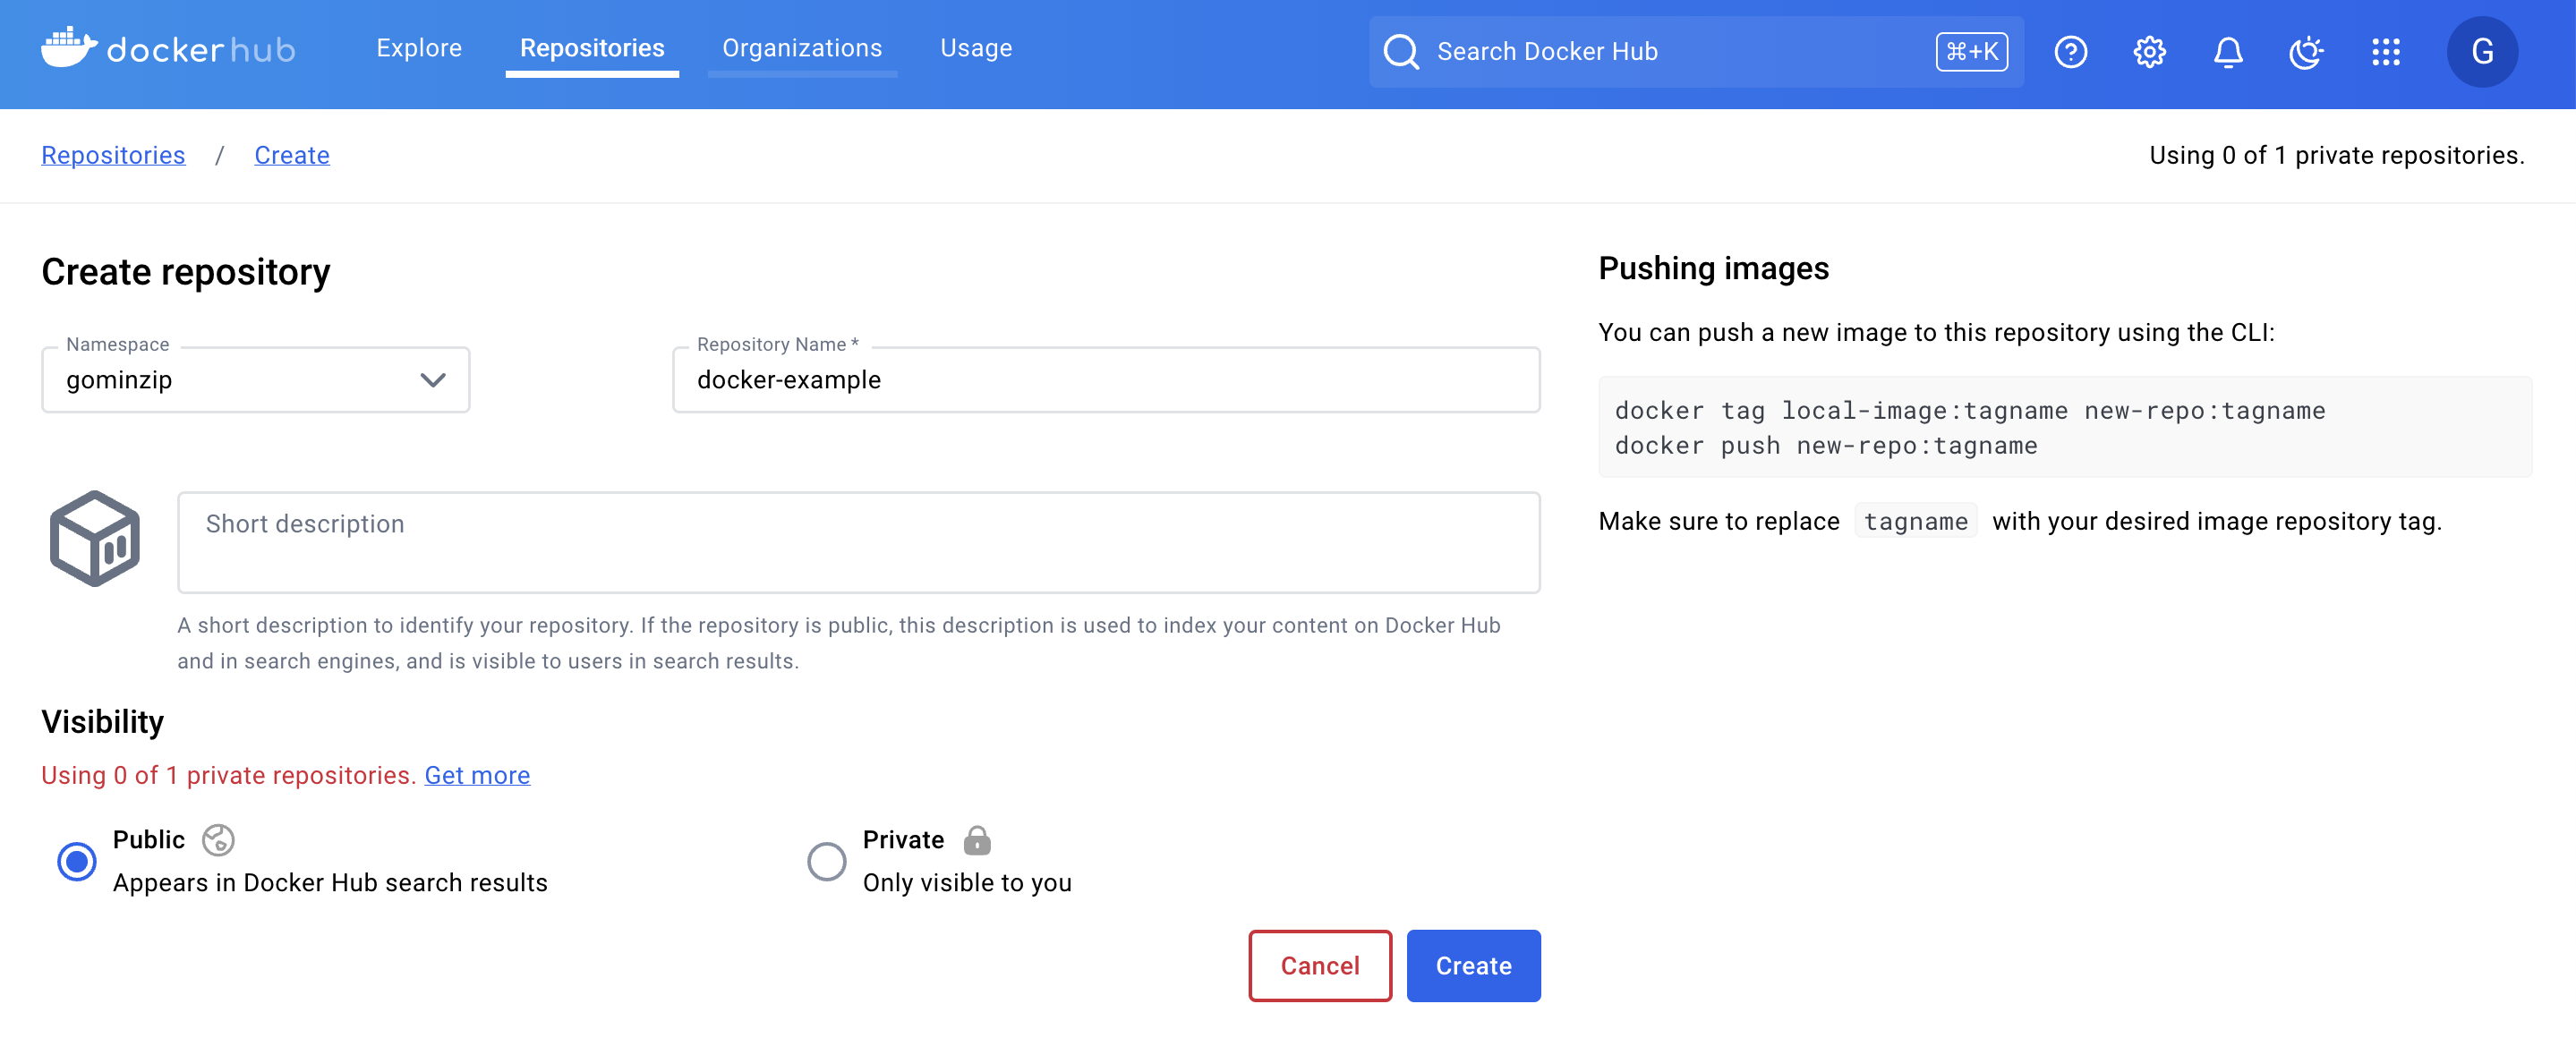 dockerhub
Explore
Repositories
Organizations
Usage
Search Docker Hub
⌘+K
G
Repositories / Create
Using 0 of 1 private repositories.
Create repository
Namespace
gominzip
Repository Name *
docker-example
Short description
A short description to identify your repository. If the repository is public, this description is used to index your content on Docker Hub
and in search engines, and is visible to users in search results.
Visibility
Using 0 of 1 private repositories. Get more
Public
Appears in Docker Hub search results
Private
Only visible to you
Cancel
Create
Pushing images
You can push a new image to this repository using the CLI:
docker tag local-image:tagname new-repo:tagname
docker push new-repo:tagname
Make sure to replace tagname with your desired image repository tag.